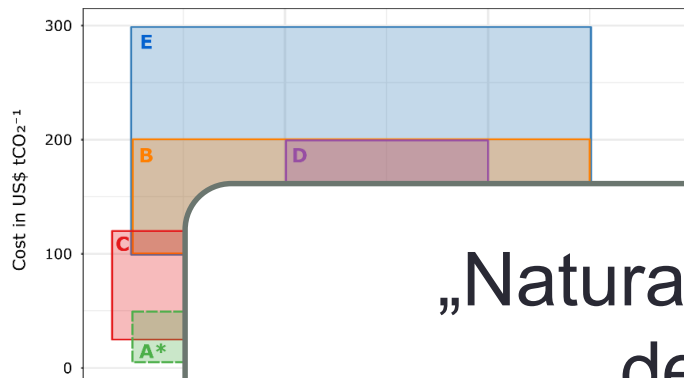 300
E
200
B
D
Cost in US$ tCO₂⁻¹
C
100
A*
0
„Natura
de